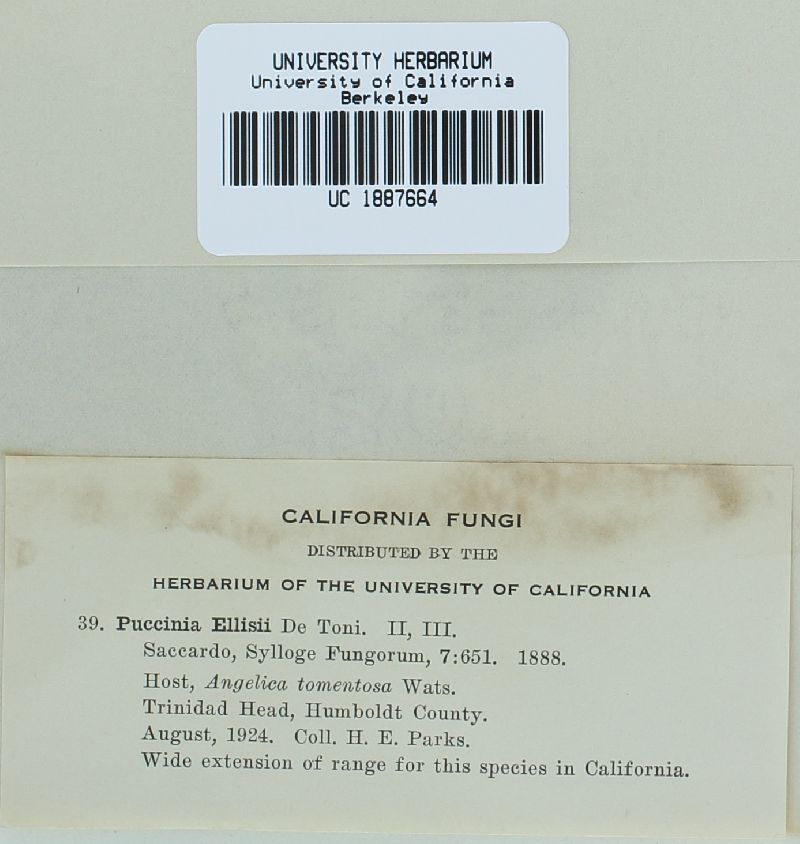 UNIVERSITY HERBARIUM
University of California
Berkeley
UC 1887664
CALIFORNIA FUNGI
DISTRIBUTED BY THE
HERBARIUM OF THE UNIVERSITY OF CALIFORNIA
39. Puccinia Ellisii De Toni. II, III.
Saccardo, Sylloge Fungorum, 7:651. 1888.
Host, Angelica tomentosa Wats.
Trinidad Head, Humboldt County.
August, 1924. Coll. H. E. Parks.
Wide extension of range for this species in California.